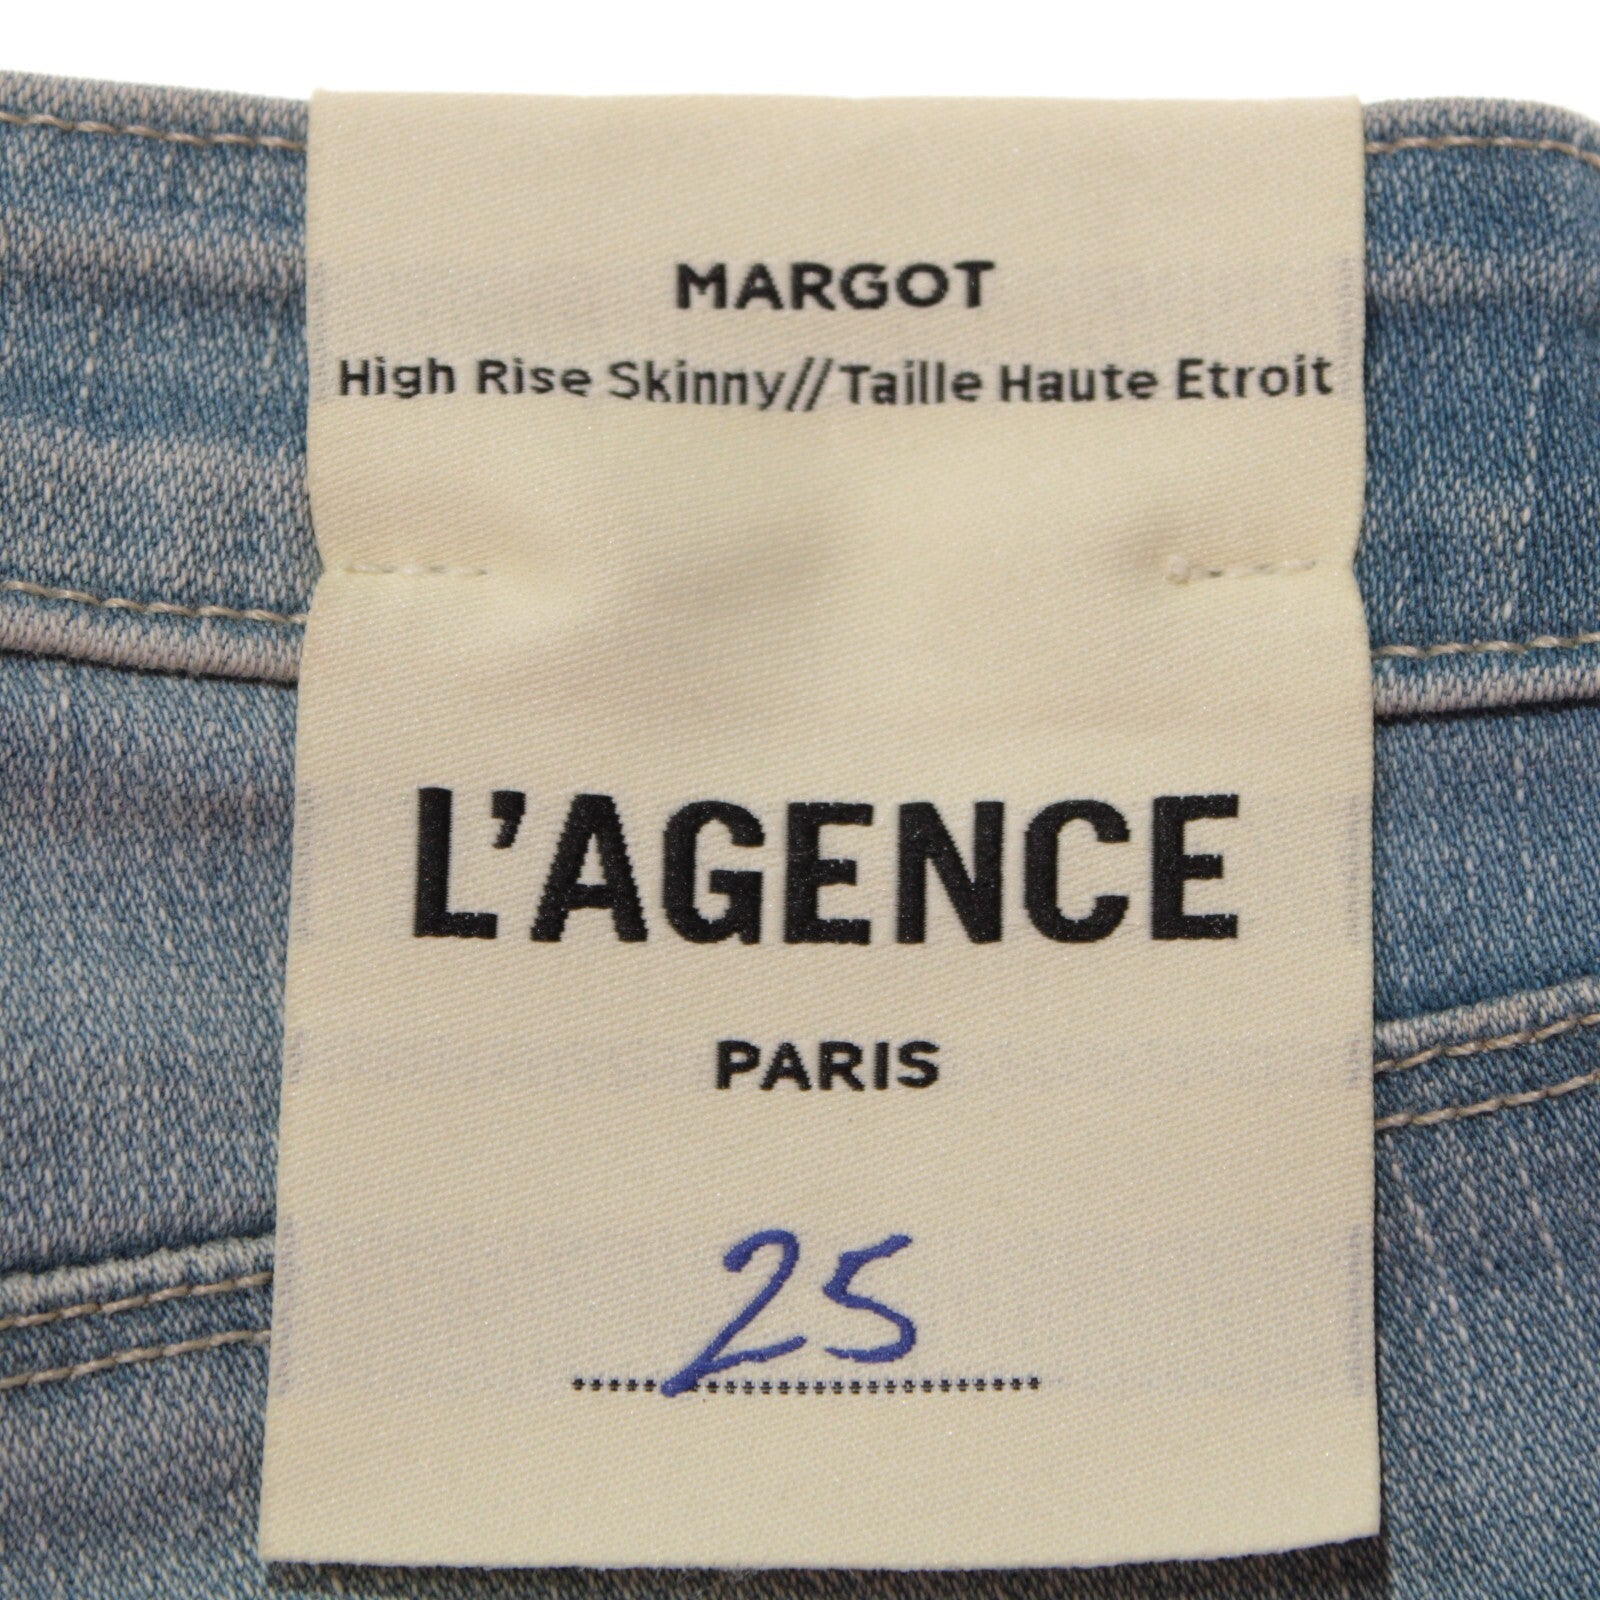 MARGOT
High Rise Skinny//Taille Haute Etroit
L'AGENCE
PARIS
25